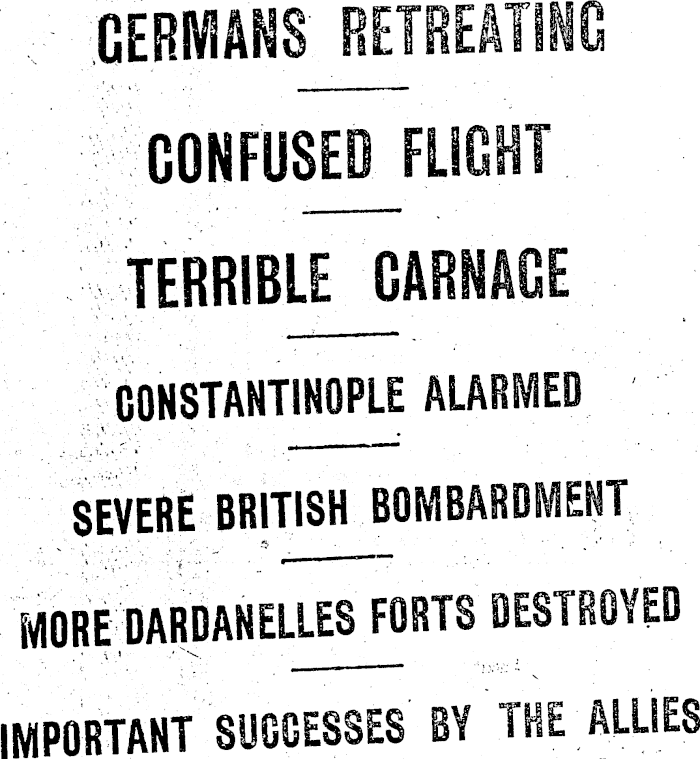 GERMANS RETREATING
CONFUSED FLIGHT
TERRIBLE CARNAGE
CONSTANTINOPLE ALARMED
SEVERE BRITISH BOMBARDMENT
MORE DARDANELLES FORTS DESTROYED
IMPORTANT SUCCESSES BY THE ALLIES